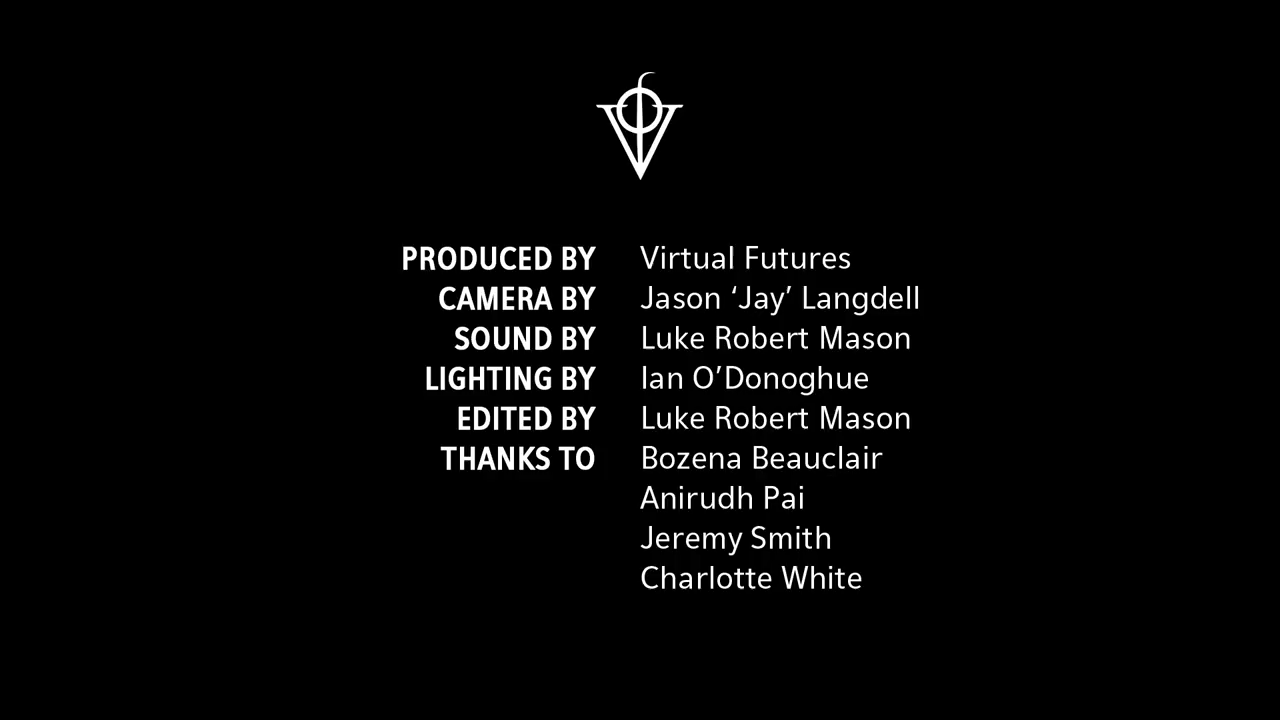 PRODUCED BY Virtual Futures
CAMERA BY Jason ‘Jay’ Langdell
SOUND BY Luke Robert Mason
LIGHTING BY Ian O’Donoghue
EDITED BY Luke Robert Mason
THANKS TO Bozena Beauclair
Anirudh Pai
Jeremy Smith
Charlotte White